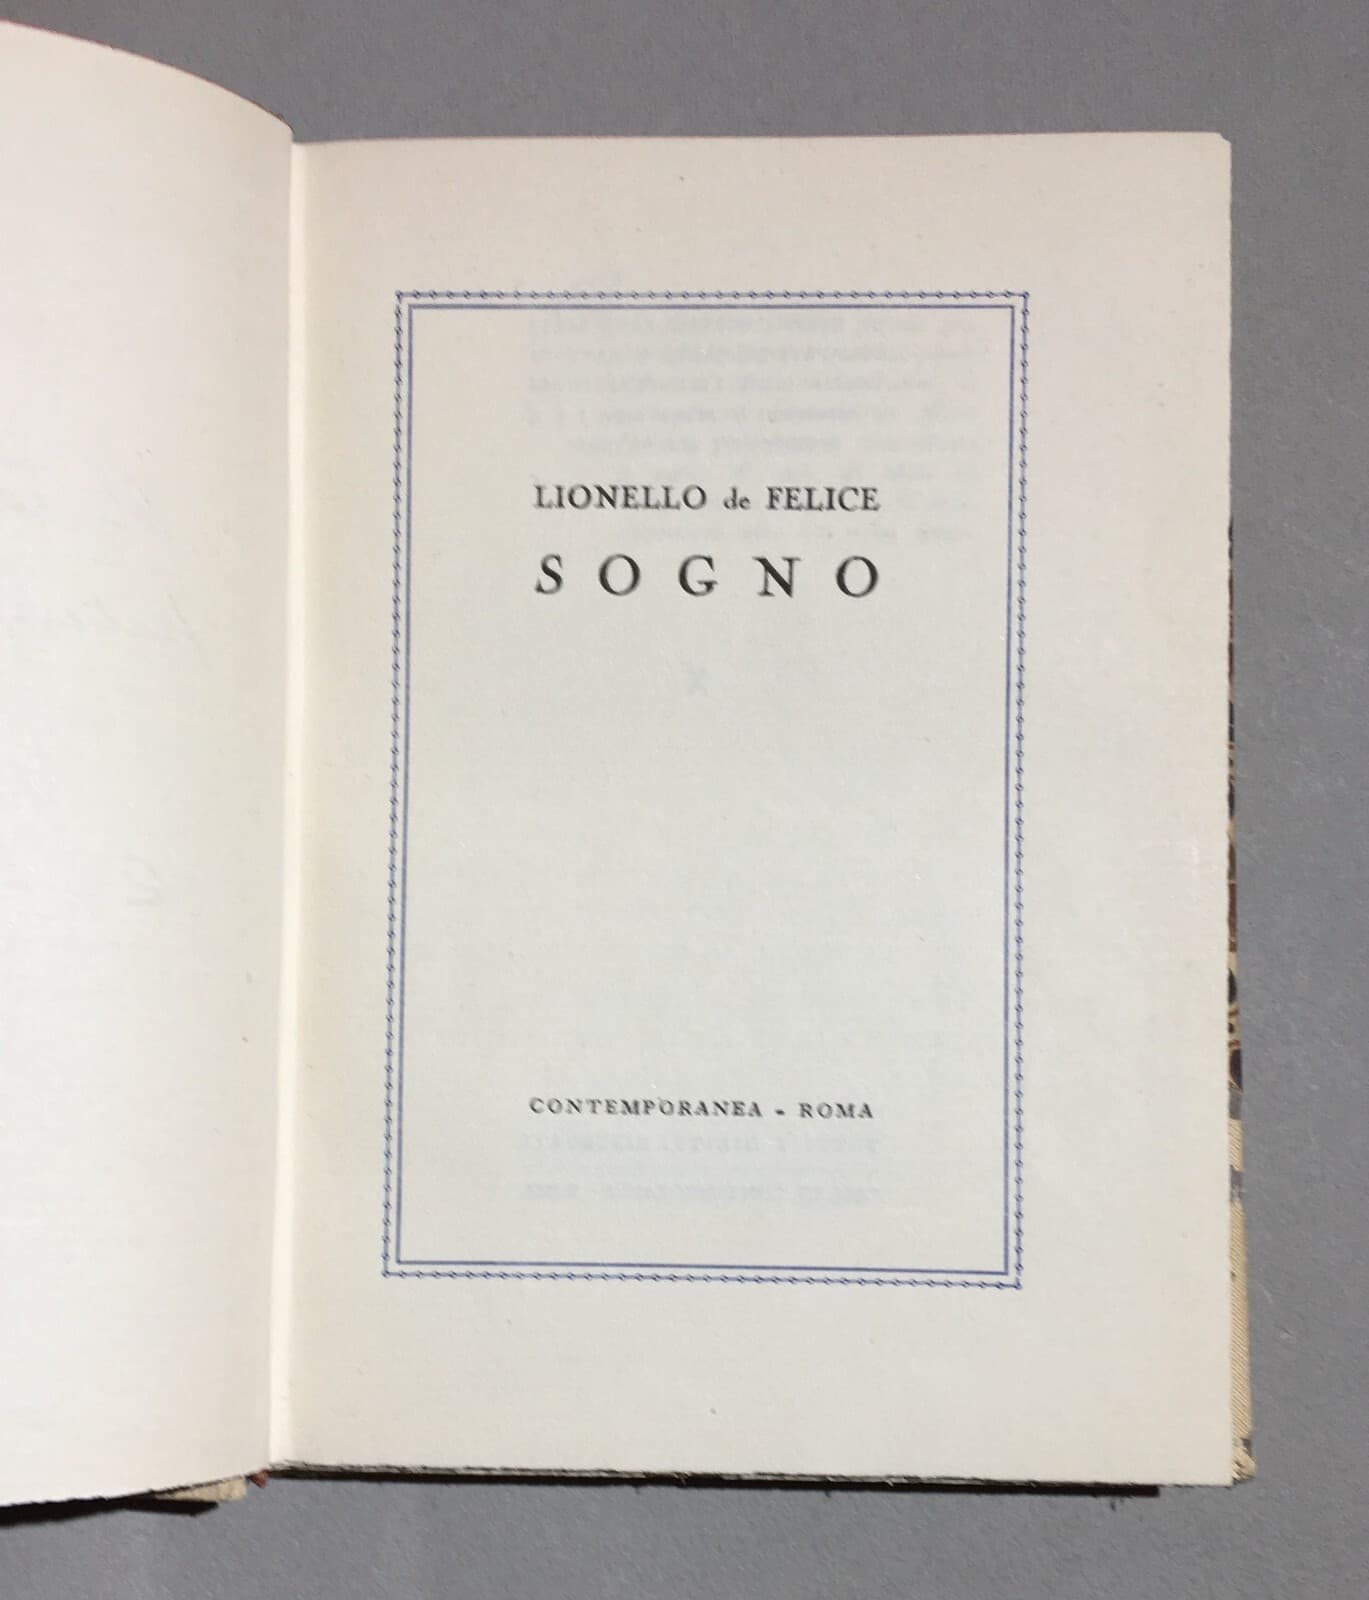 LIONELLO de FELICE
SOGNO
CONTEMPORANEA - ROMA